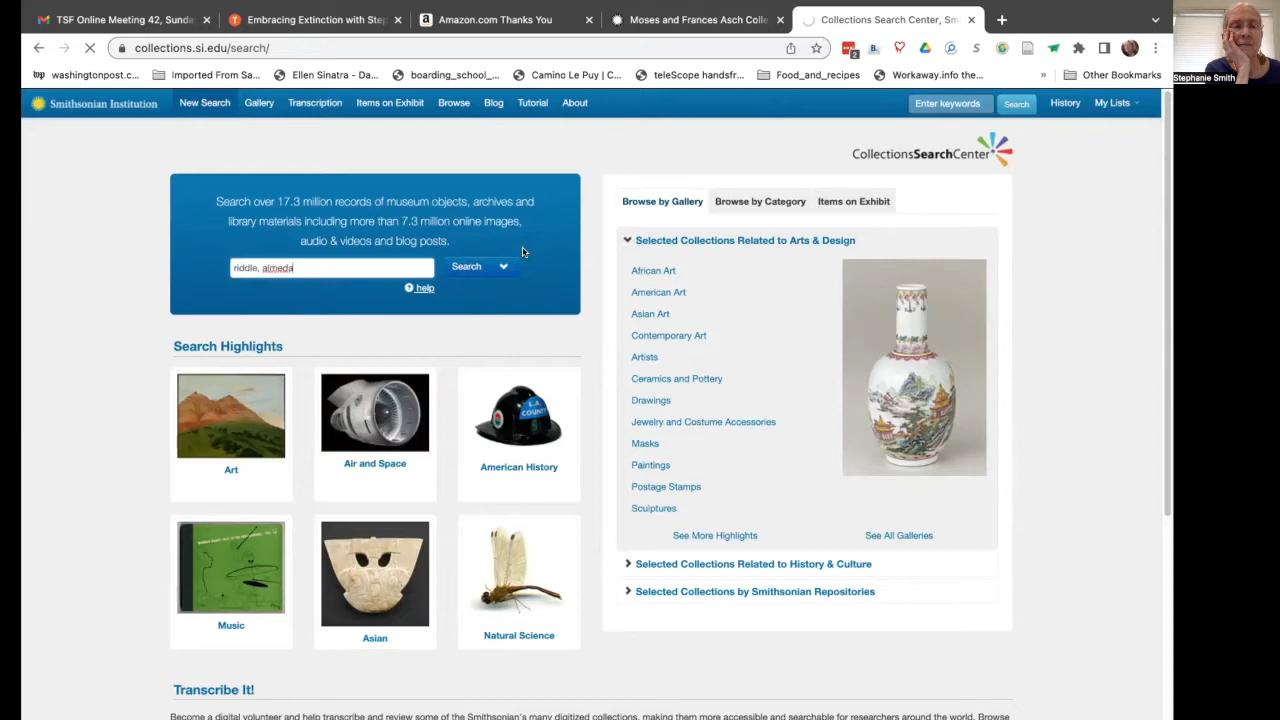 TSF Online Meeting 42, Sunda
Embracing Extinction with Step
Amazon.com Thanks You
Moses and Frances Asch Colle
Collections Search Center, Sm
collections.si.edu/search/
2
washingtonpost.c...
Imported From Sa...
Ellen Sinatra - Da...
boarding_school_...
Camino Le Puy | C...
teleScope handsfr...
Food_and_recipes
Workaway.info the...
»
Other Bookmarks
Stephanie Smith
Smithsonian Institution
New Search
Gallery
Transcription
Items on Exhibit
Browse
Blog
Tutorial
About
Enter keywords
Search
History
My Lists
CollectionsSearchCenter
Search over 17.3 million records of museum objects, archives and
library materials including more than 7.3 million online images,
audio & videos and blog posts.
riddle, almeda
Search
help
Search Highlights
Art
Air and Space
L.A.
COUNTY
American History
Music
Asian
Natural Science
Browse by Gallery
Browse by Category
Items on Exhibit
Selected Collections Related to Arts & Design
African Art
American Art
Asian Art
Contemporary Art
Artists
Ceramics and Pottery
Drawings
Jewelry and Costume Accessories
Masks
Paintings
Postage Stamps
Sculptures
See More Highlights
See All Galleries
Selected Collections Related to History & Culture
Selected Collections by Smithsonian Repositories
Transcribe It!
Become a digital volunteer and help transcribe and review some of the Smithsonian's many digitized collections, making them more accessible and searchable for researchers around the world. Browse